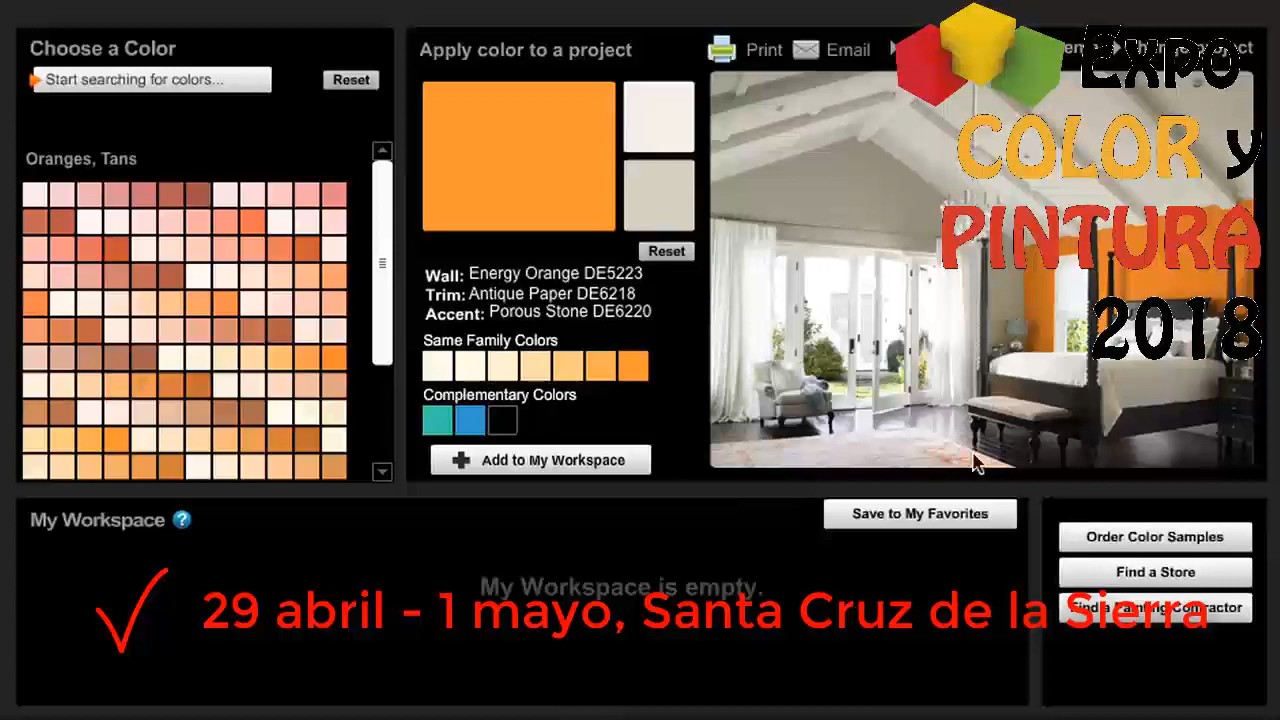 Choose a Color
Start searching for colors...
Reset
Oranges, Tans
Apply color to a project
Print
Email
Expo
COLOR y
PINTURA
2018
Reset
Wall: Energy Orange DE5223
Trim: Antique Paper DE6218
Accent: Porous Stone DE6220
Same Family Colors
Complementary Colors
Add to My Workspace
My Workspace
Save to My Favorites
My Workspace is empty.
29 abril - 1 mayo, Santa Cruz de la Sierra
Order Color Samples
Find a Store
Find a Painting Contractor